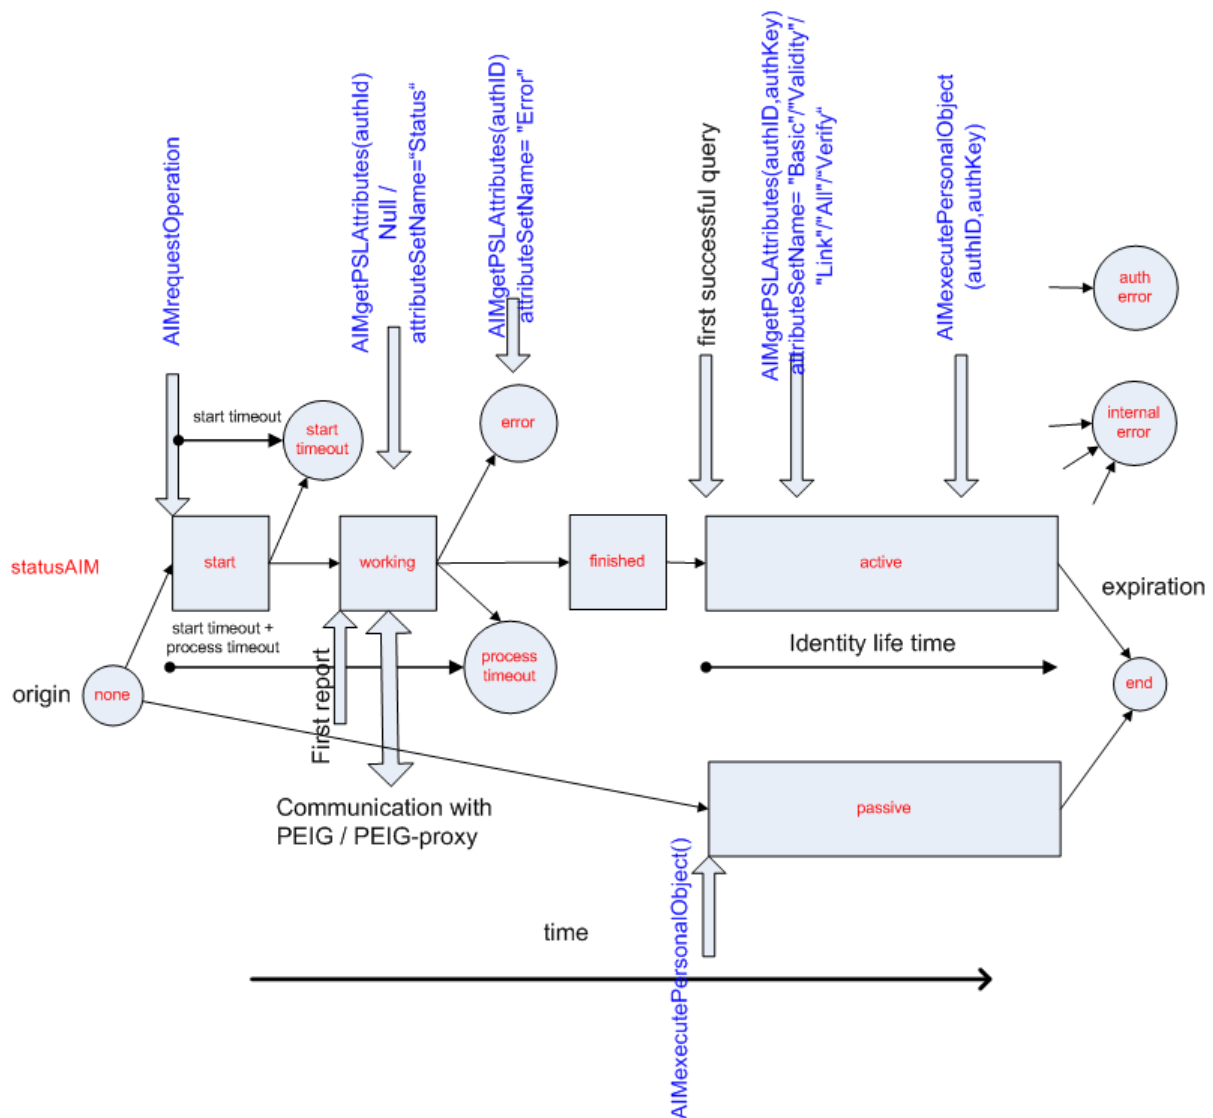 AIMrequestOperation
AIMgetPSLAttributes(authId)
Null /
attributeSetName=“Status“
AIMgetPSLAttributes(authID)
attributeSetName= "Error"
first successful query
AIMgetPSLAttributes(authID,authKey)
attributeSetName= "Basic"/"Validity"/
"Link"/"All"/“Verify“
AIMexecutePersonalObject
(authID,authKey)
auth
error
start timeout
start
timeout
error
internal
error
statusAIM
start
working
finished
active
expiration
start timeout +
process timeout
First report
process
timeout
Identity life time
origin
none
end
Communication with
PEIG / PEIG-proxy
passive
AIMexecutePersonalObject()
time